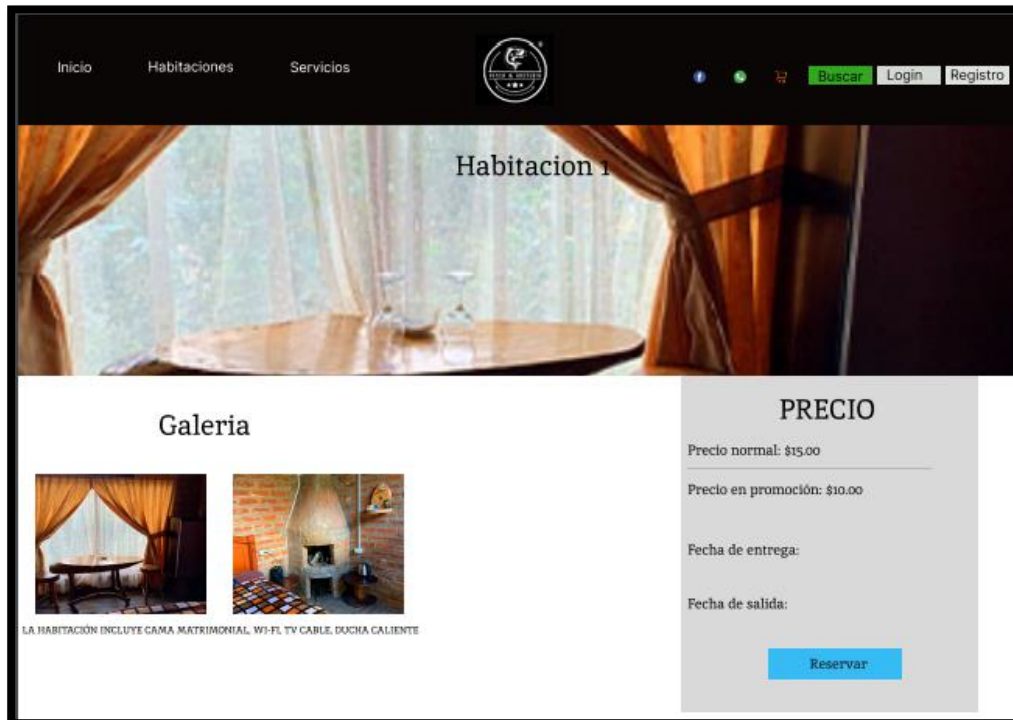 Inicio
Habitaciones
Servicios
Buscar
Login
Registro
Habitacion 1
Galeria
LA HABITACIÓN INCLUYE CAMA MATRIMONIAL, WI-FI, TV CABLE, DUCHA CALIENTE
PRECIO
Precio normal: $15.00
Precio en promoción: $10.00
Fecha de entrega:
Fecha de salida:
Reservar